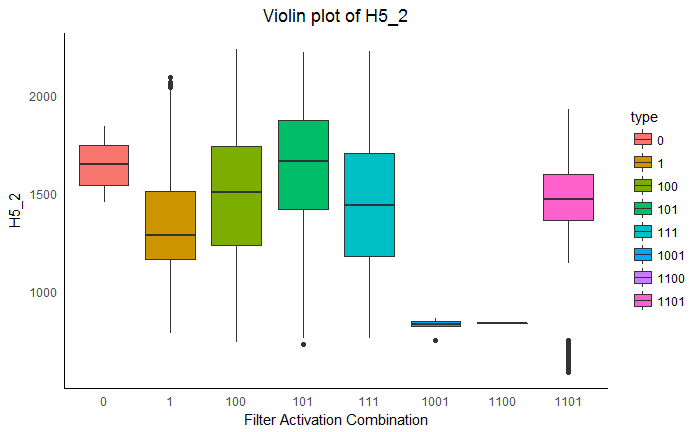 Violin plot of H5_2
H5_2
2000
1500
1000
0 1 100 101 111 1001 1100 1101
Filter Activation Combination
type
0
1
100
101
111
1001
1100
1101